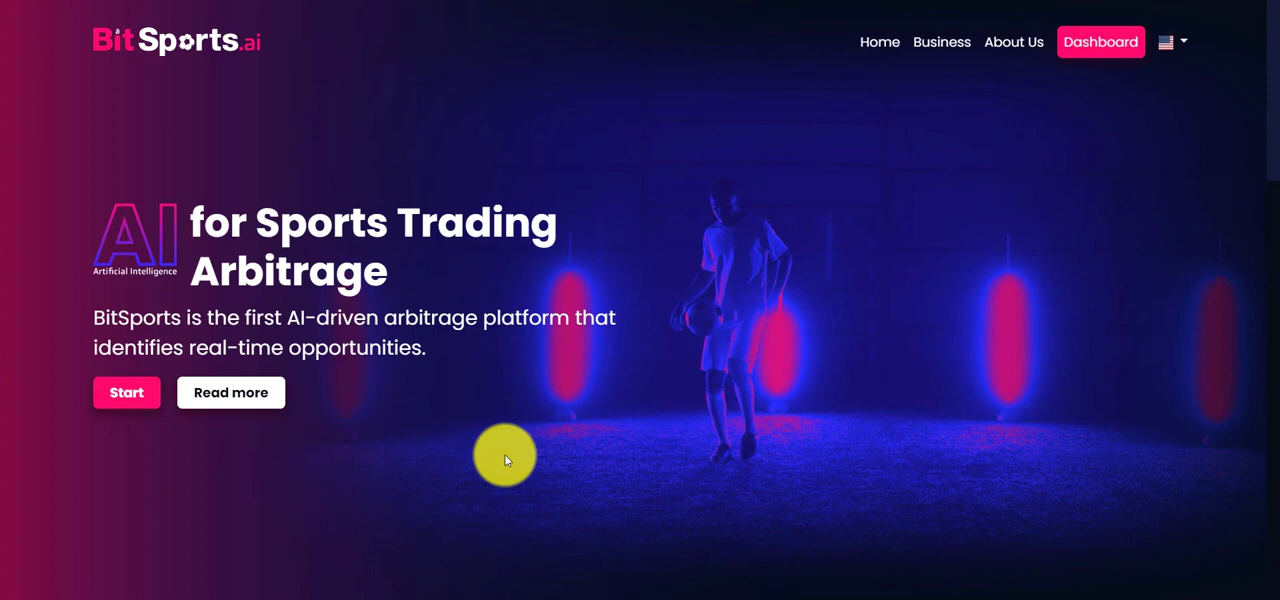 BitSports.ai
Home Business About Us Dashboard
AI for Sports Trading
Artificial Intelligence Arbitrage
BitSports is the first AI-driven arbitrage platform that
identifies real-time opportunities.
Start Read more